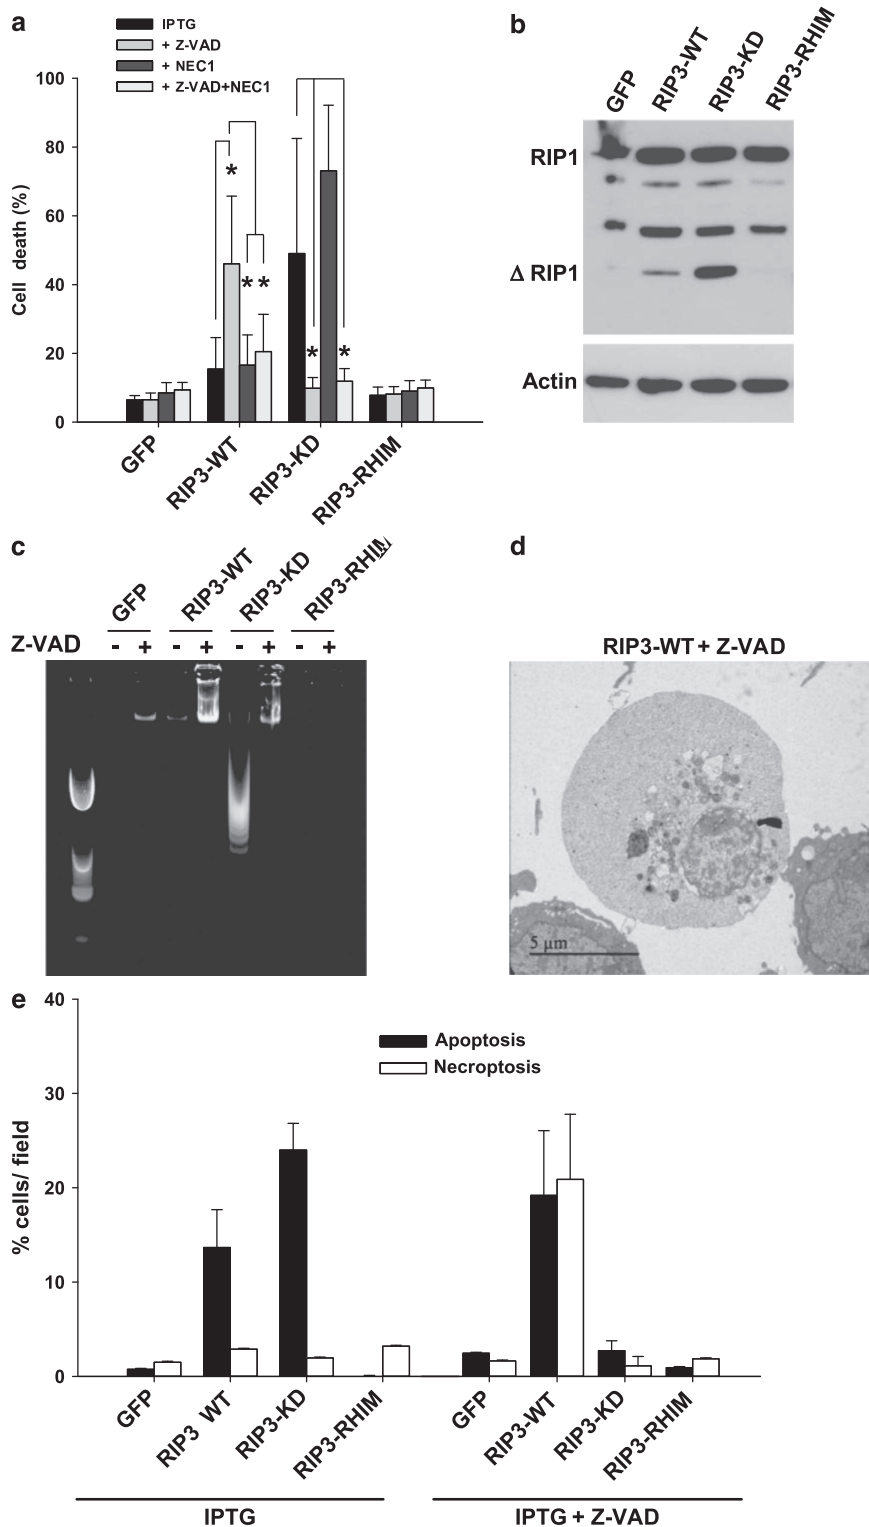 a
IPTG
+ Z-VAD
+ NEC1
+ Z-VAD+NEC1
Cell death (%)
100
80
60
40
20
0
*
* *
*
*
GFP
RIP3-WT
RIP3-KD
RIP3-RHIM
b
GFP
RIP3-WT
RIP3-KD
RIP3-RHIM
RIP1
Δ RIP1
Actin
c
GFP
RIP3-WT
RIP3-KD
RIP3-RHIM
Z-VAD - + - + - + - +
d
RIP3-WT + Z-VAD
5 µm
e
Apoptosis
Necroptosis
% cells/ field
40
30
20
10
0
GFP
RIP3 WT
RIP3-KD
RIP3-RHIM
GFP
RIP3-WT
RIP3-KD
RIP3-RHIM
IPTG
IPTG + Z-VAD